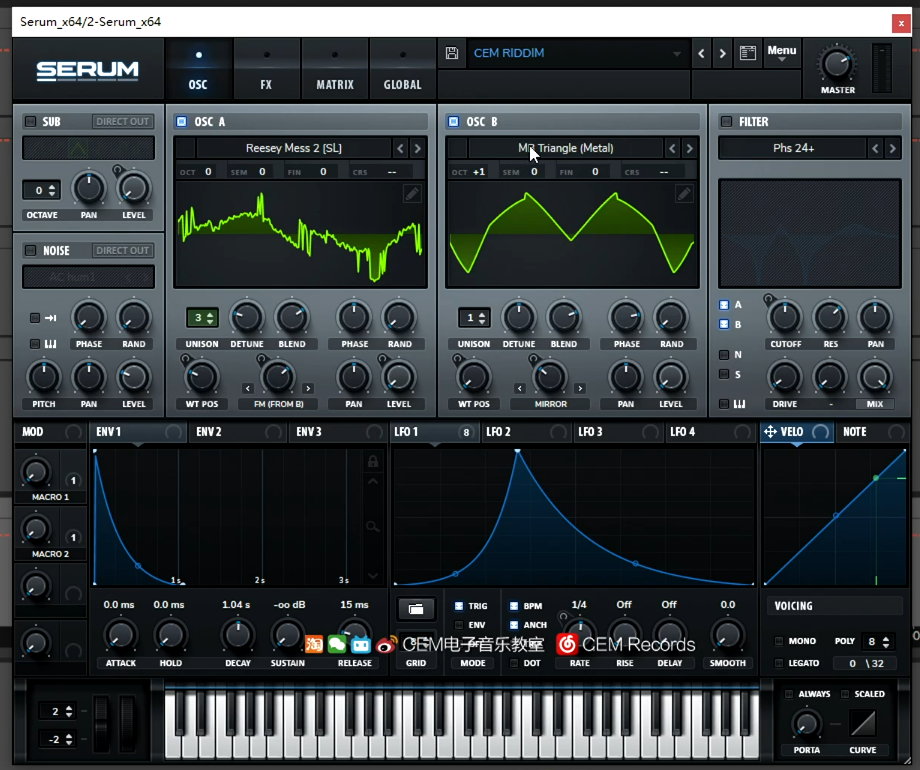 Serum_x64/2-Serum_x64
x
SERUM
OSC FX MATRIX GLOBAL
CEM RIDDIM
Menu
MASTER
SUB DIRECT OUT
OSC A
OSC B
FILTER
Reesey Mess 2 [SL]
Triangle (Metal)
Phs 24+
OCT 0 SEM 0 FIN 0 CRS --
OCT +1 SEM 0 FIN 0 CRS --
0
OCTAVE PAN LEVEL
NOISE DIRECT OUT
AC hum1
3
1
A
B
N
S
PHASE RAND
UNISON DETUNE BLEND PHASE RAND
UNISON DETUNE BLEND PHASE RAND
CUTOFF RES PAN
PITCH PAN LEVEL
WT POS FM (FROM B) PAN LEVEL
WT POS MIRROR PAN LEVEL
DRIVE - MIX
MOD ENV 1 ENV 2 ENV 3 LFO 1 8 LFO 2 LFO 3 LFO 4 VELO NOTE
1
MACRO 1
1
MACRO 2
1 s 2 s 3 s
0.0 ms 0.0 ms 1.04 s -oo dB 15 ms
ATTACK HOLD DECAY SUSTAIN RELEASE
TRIG
ENV
BPM
ANCH
DOT
GRID MODE
1/4 Off Off 0.0
RATE RISE DELAY SMOOTH
CEM电子音乐教室 CEM Records
VOICING
MONO POLY 8
LEGATO 0 \ 32
2
-2
ALWAYS SCALED
PORTA CURVE